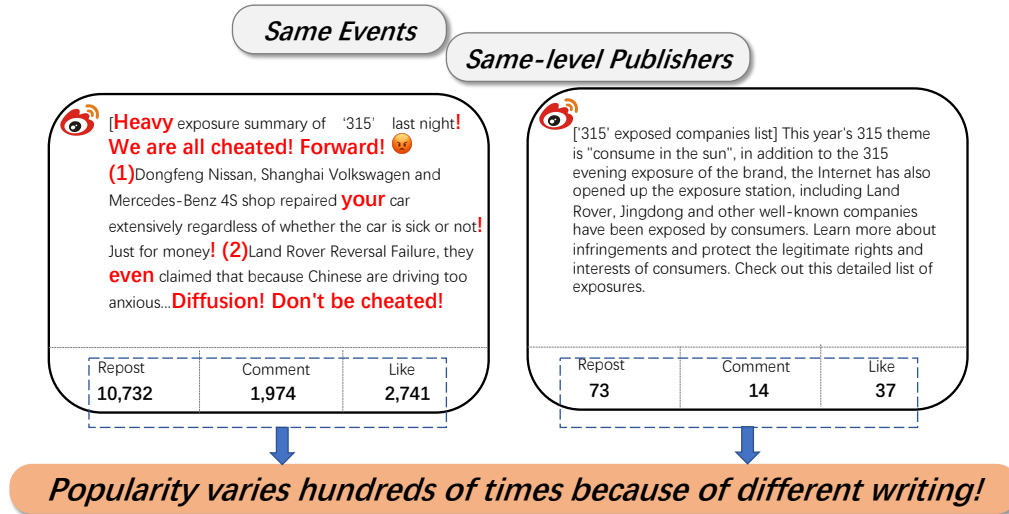 Same Events
Same-level Publishers
[Heavy exposure summary of '315' last night!
We are all cheated! Forward!
(1)Dongfeng Nissan, Shanghai Volkswagen and
Mercedes-Benz 4S shop repaired your car
extensively regardless of whether the car is sick or not!
Just for money! (2)Land Rover Reversal Failure, they
even claimed that because Chinese are driving too
anxious...Diffusion! Don't be cheated!
Repost Comment Like
10,732 1,974 2,741
['315' exposed companies list] This year's 315 theme
is "consume in the sun", in addition to the 315
evening exposure of the brand, the Internet has also
opened up the exposure station, including Land
Rover, Jingdong and other well-known companies
have been exposed by consumers. Learn more about
infringements and protect the legitimate rights and
interests of consumers. Check out this detailed list of
exposures.
Repost Comment Like
73 14 37
Popularity varies hundreds of times because of different writing!